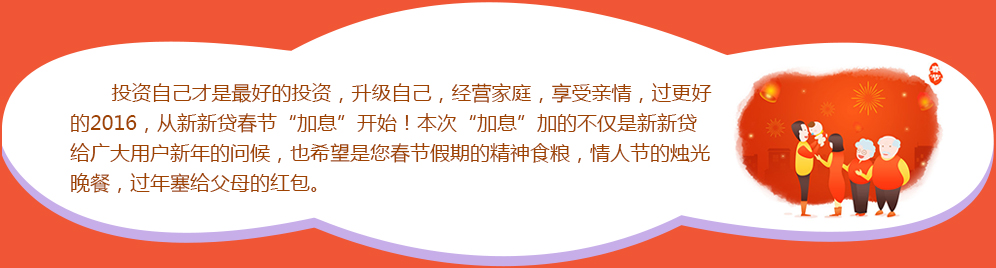 投资自己才是最好的投资，升级自己，经营家庭，享受亲情，过更好
的2016，从新新贷春节“加息”开始！本次“加息”加的不仅是新新贷
给广大用户新年的问候，也希望是您春节假期的精神食粮，情人节的烛光
晚餐，过年塞给父母的红包。